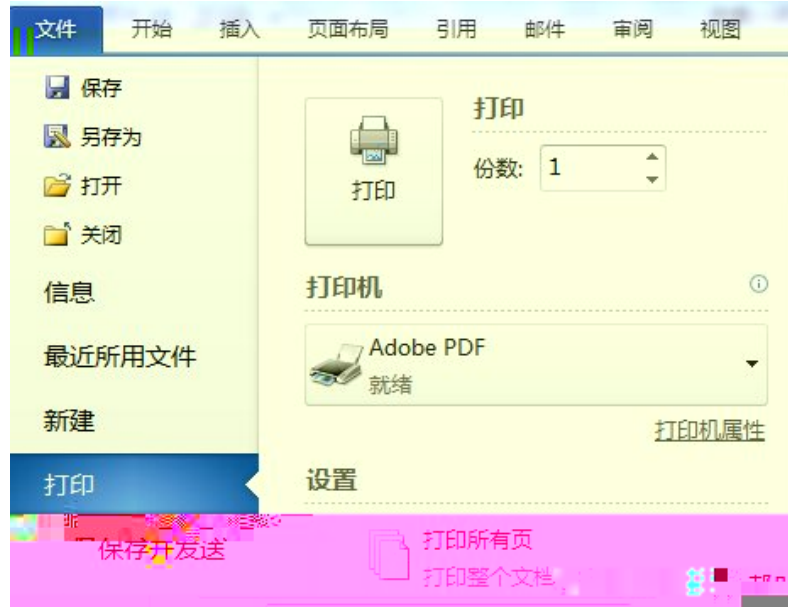 文件 开始 插入 页面布局 引用 邮件 审阅 视图
保存
另存为
打开
关闭
信息
最近所用文件
新建
打印
保存并发送
打印
打印
份数: 1
打印机
Adobe PDF
就绪
打印机属性
设置
打印所有页
打印整个文档